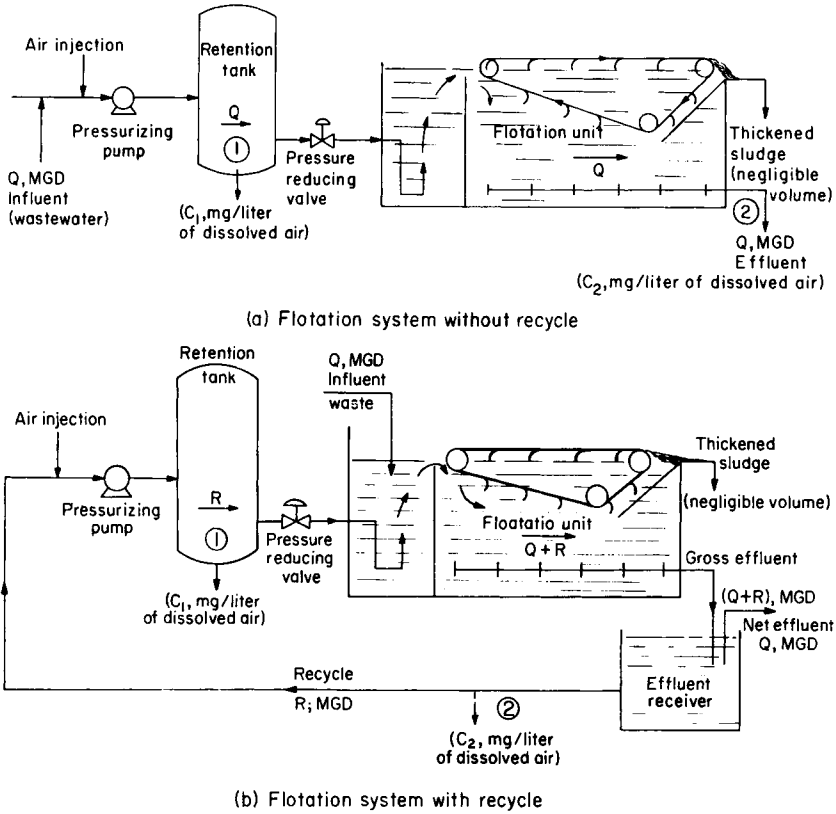 Air injection
Retention
tank
Q
1
Pressurizing
pump
Q, MGD
Influent
(wastewater)
(C1, mg/liter
of dissolved air)
Pressure
reducing
valve
Flotation unit
Q
Thickened
sludge
(negligible
volume)
2
Q, MGD
Effluent
(C2, mg/liter of dissolved air)
(a) Flotation system without recycle
Retention
tank
Air injection
Pressurizing
pump
R
1
(C1, mg/liter
of dissolved air)
Q, MGD
Influent
waste
Pressure
reducing
valve
Floatatio unit
Q+R
Thickened
sludge
(negligible volume)
Gross effluent
(Q+R), MGD
Net effluent
Q, MGD
Effluent
receiver
Recycle
R; MGD
2
(C2, mg/liter
of dissolved air)
(b) Flotation system with recycle